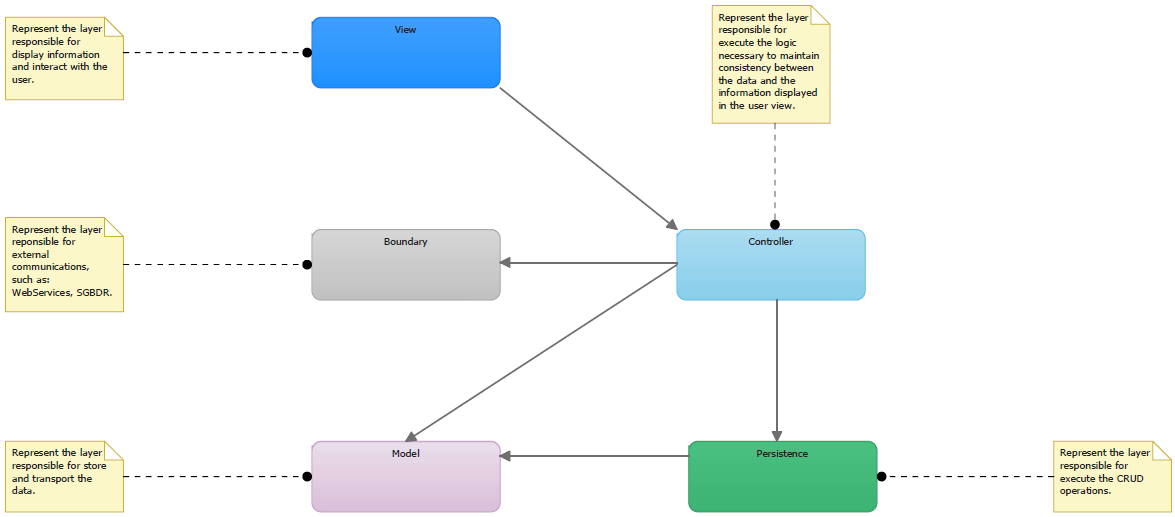 Represent the layer
responsible for
display information
and interact with the
user.
View
Represent the layer
responsible for
execute the logic
necessary to maintain
consistency between
the data and the
information displayed
in the user view.
Represent the layer
reponsible for
external
communications,
such as:
WebServices, SGBDR.
Boundary
Controller
Represent the layer
responsible for store
and transport the
data.
Model
Persistence
Represent the layer
responsible for
execute the CRUD
operations.